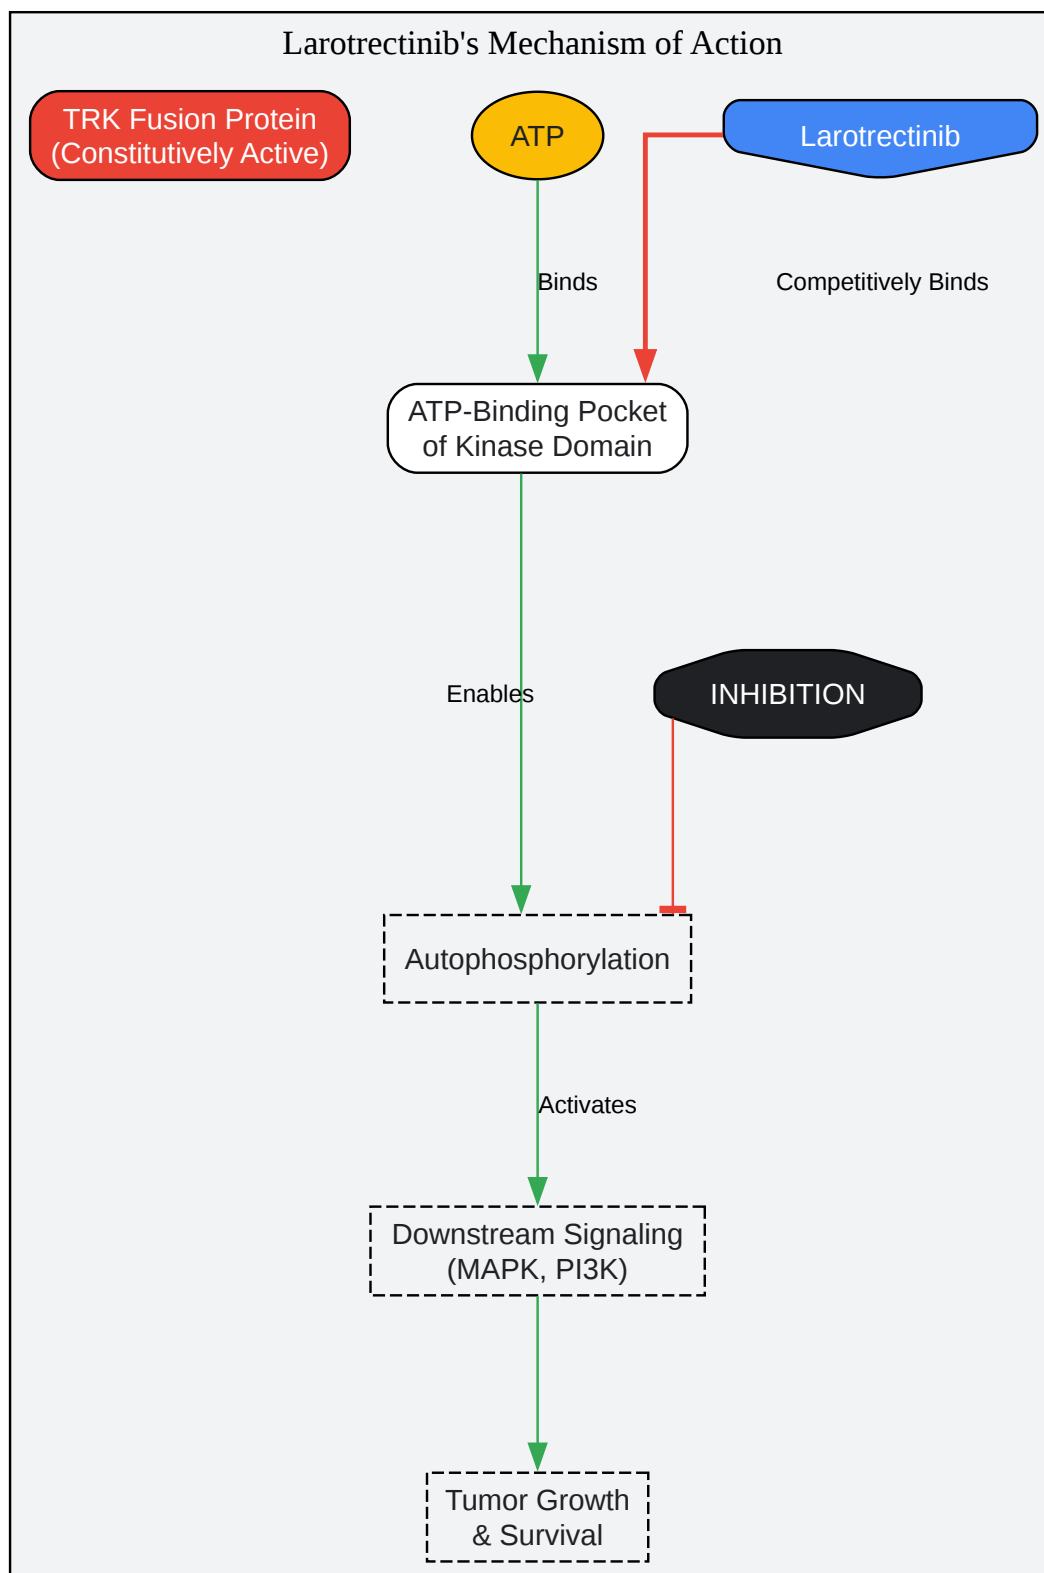 Larotrectinib's Mechanism of Action
TRK Fusion Protein
(Constitutively Active)
ATP
Larotrectinib
Binds
Competitively Binds
ATP-Binding Pocket
of Kinase Domain
Enables
INHIBITION
Autophosphorylation
Activates
Downstream Signaling
(MAPK, PI3K)
Tumor Growth
& Survival